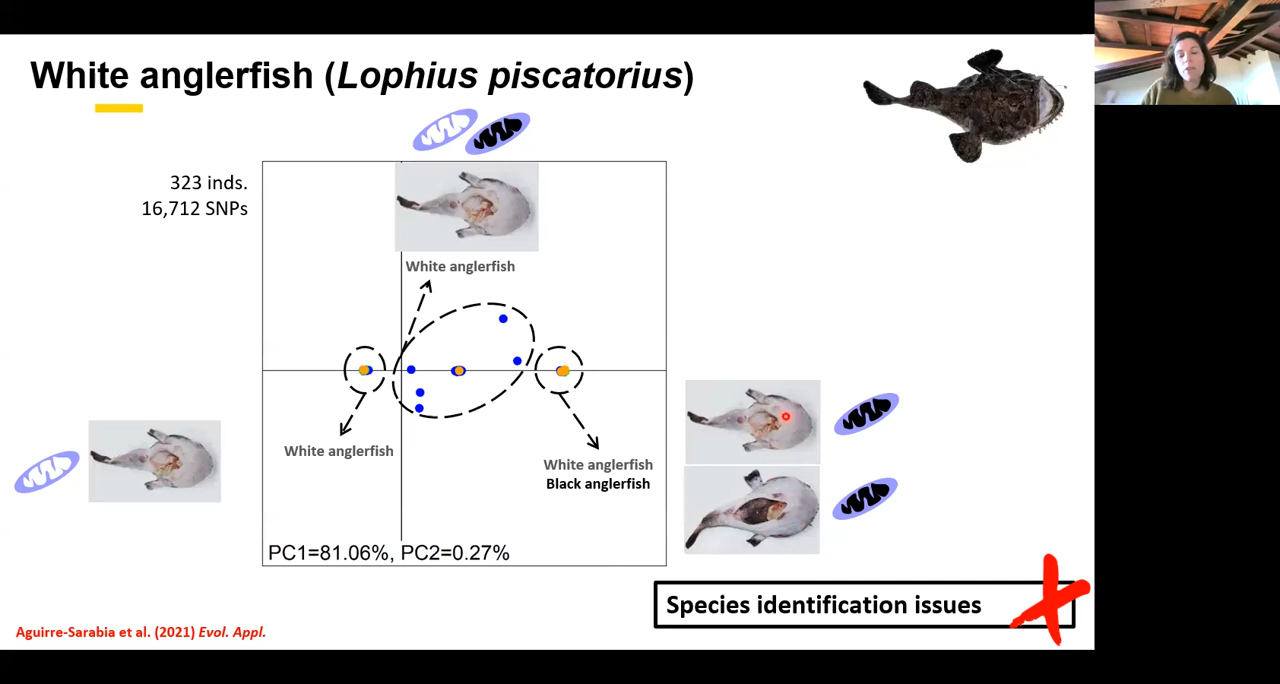 White anglerfish (Lophius piscatorius)
323 inds.
16,712 SNPs
White anglerfish
White anglerfish
White anglerfish
Black anglerfish
PC1=81.06%, PC2=0.27%
Species identification issues
Aguirre-Sarabia et al. (2021) Evol. Appl.